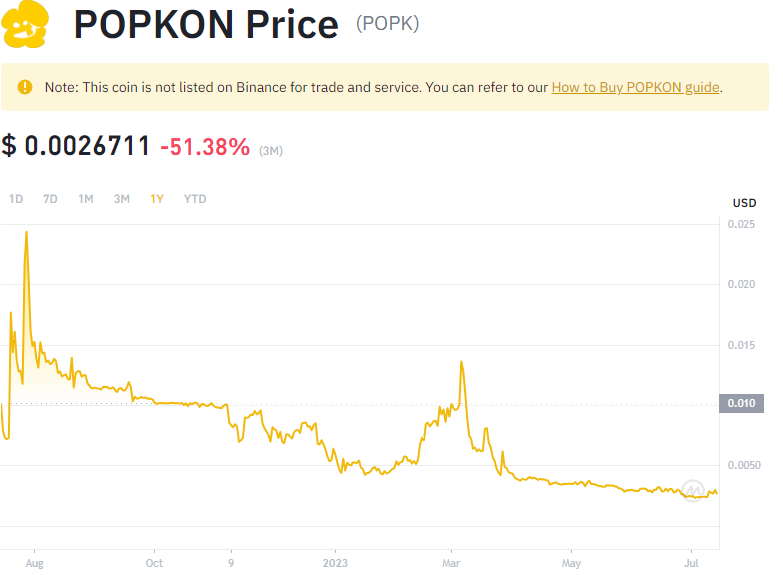 POPKON Price (POPK)
Note: This coin is not listed on Binance for trade and service. You can refer to our How to Buy POPKON guide.
$ 0.0026711 -51.38% (3M)
1D 7D 1M 3M 1Y YTD
USD
0.025
0.020
0.015
0.010
0.0050
Aug Oct 9 2023 Mar May Jul